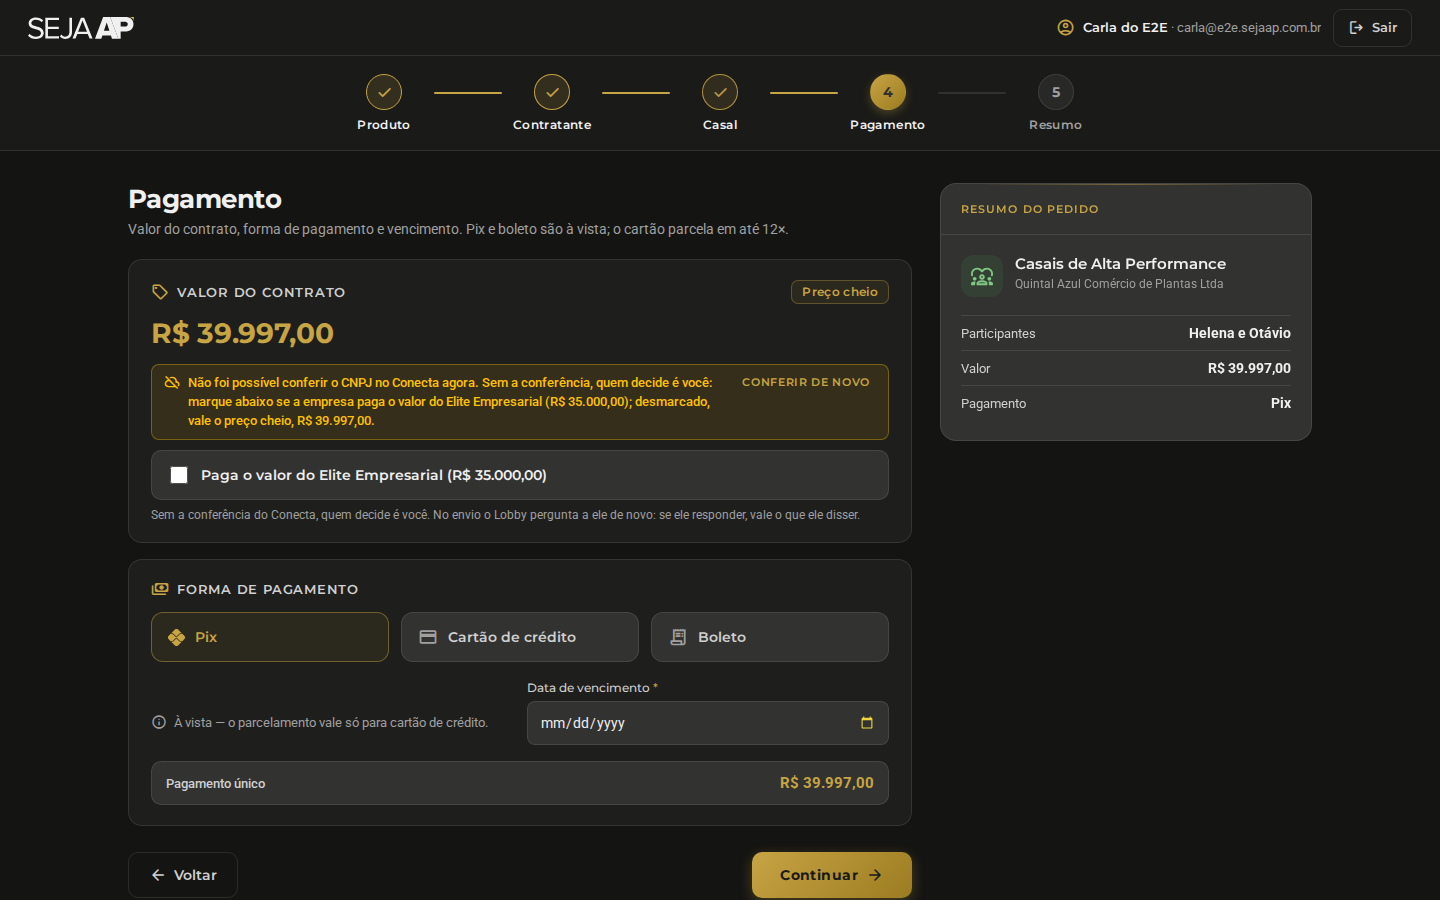 SEJA AP
Carla do E2E · carla@e2e.sejaap.com.br
Sair
Produto
Contratante
Casal
4
Pagamento
5
Resumo
Pagamento
Valor do contrato, forma de pagamento e vencimento. Pix e boleto são à vista; o cartão parcela em até 12×.
VALOR DO CONTRATO
Preço cheio
R$ 39.997,00
Não foi possível conferir o CNPJ no Conecta agora. Sem a conferência, quem decide é você:
marque abaixo se a empresa paga o valor do Elite Empresarial (R$ 35.000,00); desmarcado,
vale o preço cheio, R$ 39.997,00.
CONFERIR DE NOVO
Paga o valor do Elite Empresarial (R$ 35.000,00)
Sem a conferência do Conecta, quem decide é você. No envio o Lobby pergunta a ele de novo: se ele responder, vale o que ele disser.
FORMA DE PAGAMENTO
Pix
Cartão de crédito
Boleto
Data de vencimento *
À vista — o parcelamento vale só para cartão de crédito.
mm/dd/yyyy
Pagamento único
R$ 39.997,00
Voltar
Continuar
RESUMO DO PEDIDO
Casais de Alta Performance
Quintal Azul Comércio de Plantas Ltda
Participantes
Helena e Otávio
Valor
R$ 39.997,00
Pagamento
Pix